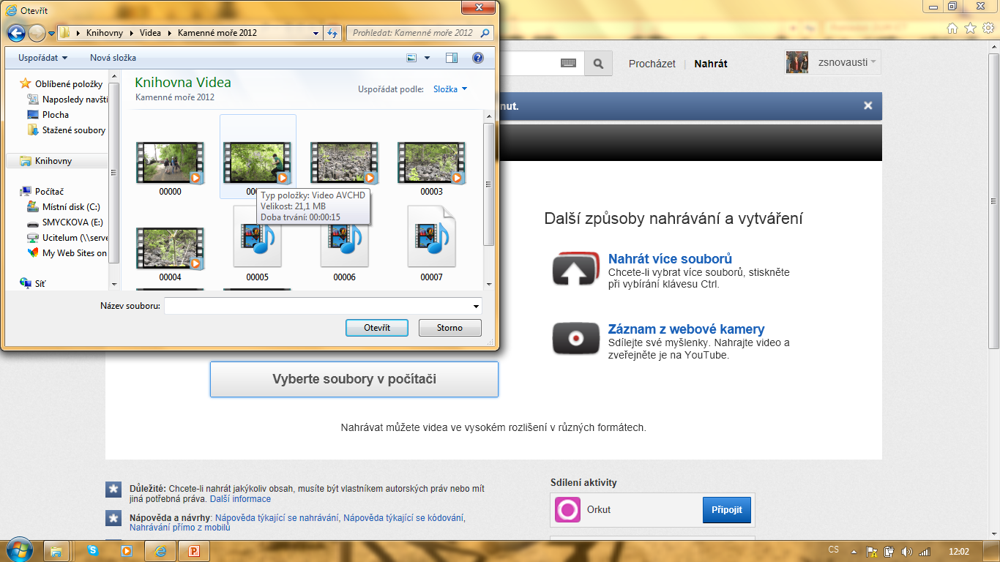 Otevřít
Knihovny Videa Kamenné moře 2012
Prohledat: Kamenné moře 2012
Uspořádat Nová složka
Oblíbené položky
Naposledy navští
Plocha
Stažené soubory
Knihovny
Počítač
Místní disk (C:)
SMYCKOVA (E:)
Ucitelum (\\serve
My Web Sites on
Síť
Knihovna Videa
Kamenné moře 2012
Uspořádat podle: Složka
00000
00003
Typ položky: Video AVCHD
Velikost: 21,1 MB
Doba trvání: 00:00:15
00004
00005
00006
00007
Název souboru:
Otevřít
Storno
Procházet | Nahrát
zsnovausti
nut.
Další způsoby nahrávání a vytváření
Nahrát více souborů
Chcete-li vybrat více souborů, stiskněte
při vybírání klávesu Ctrl.
Záznam z webové kamery
Sdílejte své myšlenky. Nahrajte video a
zveřejněte je na YouTube.
Vyberte soubory v počítači
Nahrávat můžete videa ve vysokém rozlišení v různých formátech.
Důležité: Chcete-li nahrát jakýkoliv obsah, musíte být vlastníkem autorských práv nebo mít
jiná potřebná práva. Další informace
Nápověda a návrhy: Nápověda týkající se nahrávání, Nápověda týkající se kódování,
Nahrávání přímo z mobilů
Sdílení aktivity
Orkut
Připojit
CS
12:02